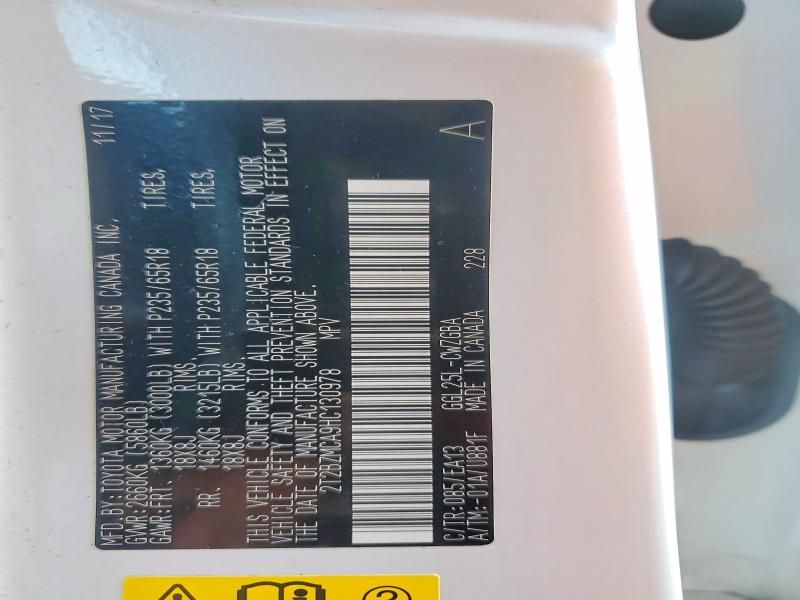 MFD.BY:TOYOTA MOTOR MANUFACTURING CANADA INC. 11/17
GVWR:2660KG (5860LB)
GAWR:FRT. 1360KG (3000LB) WITH P235/65R18 TIRES,
18X8J RIMS,
RR. 1460KG (3215LB) WITH P235/65R18 TIRES,
18X8J RIMS,
THIS VEHICLE CONFORMS TO ALL APPLICABLE FEDERAL MOTOR
VEHICLE SAFETY AND THEFT PREVENTION STANDARDS IN EFFECT ON
THE DATE OF MANUFACTURE SHOWN ABOVE.
2T2BZMCA9HC130978 MPV
C/TR:085/EA13 GGL25L-CWZGBA A
A/TM:-01A/U881F MADE IN CANADA 228